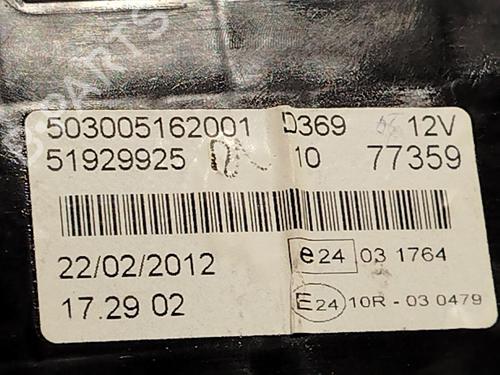 503005162001 D369 12V
51929925 10 77359
22/02/2012 e24 03 1764
17.29 02 E24 10R - 03 0479